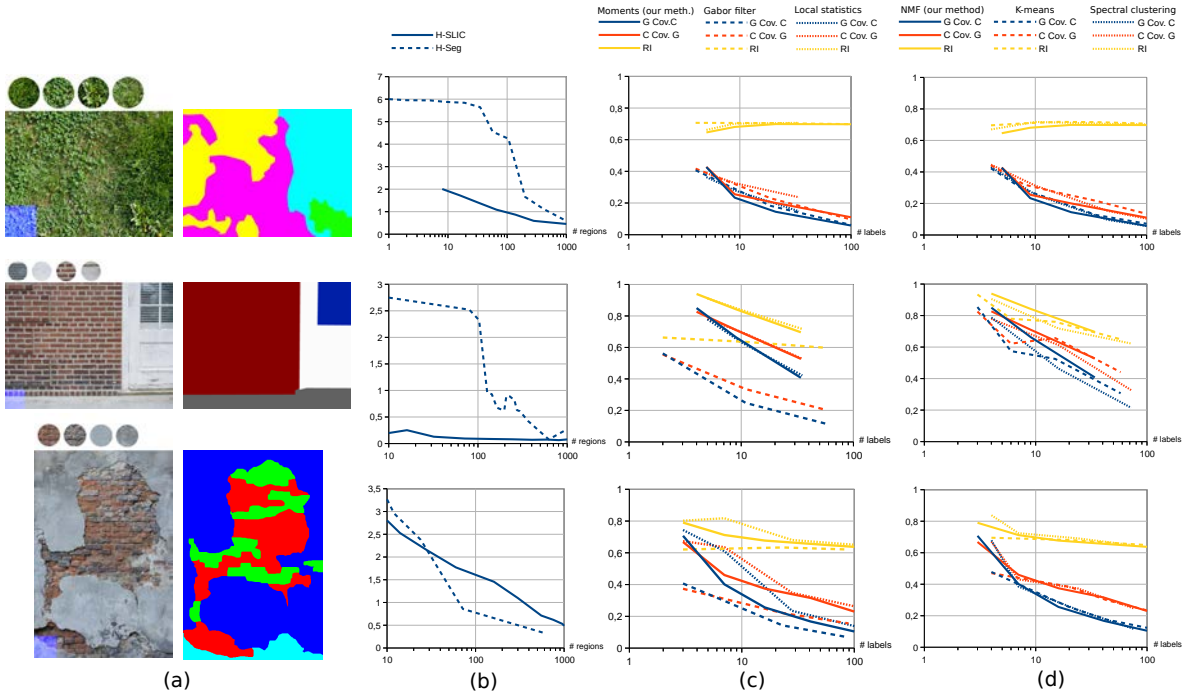 H-SLIC
H-Seg
Moments (our meth.) Gabor filter Local statistics
G Cov.C G Cov. C G Cov. C
C Cov. G C Cov. G C Cov. G
RI RI RI
NMF (our method) K-means Spectral clustering
G Cov. C G Cov. C G Cov. C
C Cov. G C Cov. G C Cov. G
RI RI RI
7
6
5
4
3
2
1
0
1 10 100 1000
# regions
1
0,8
0,6
0,4
0,2
0
1 10 100
# labels
1
0,8
0,6
0,4
0,2
0
1 10 100
# labels
3
2,5
2
1,5
1
0,5
0
1 10 100 1000
# regions
1
0,8
0,6
0,4
0,2
0
1 10 100
# labels
1
0,8
0,6
0,4
0,2
0
1 10 100
# labels
3,5
3
2,5
2
1,5
1
0,5
0
10 100 1000
# regions
1
0,8
0,6
0,4
0,2
0
1 10 100
# labels
1
0,8
0,6
0,4
0,2
0
1 10 100
# labels
(a) (b) (c) (d)